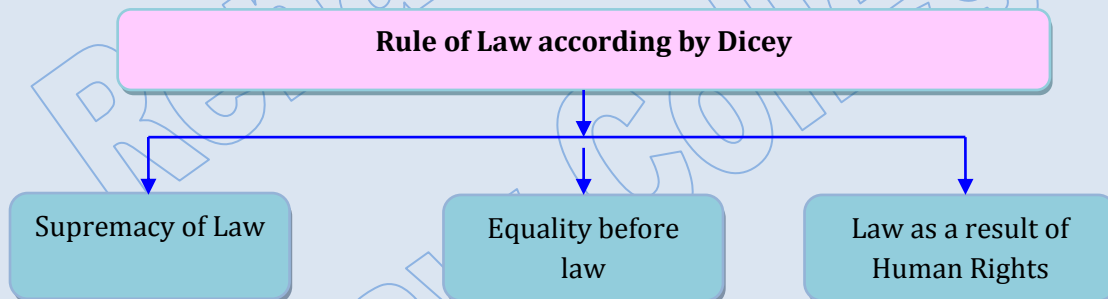 Rule of Law according by Dicey
Supremacy of Law
Equality before
law
Law as a result of
Human Rights